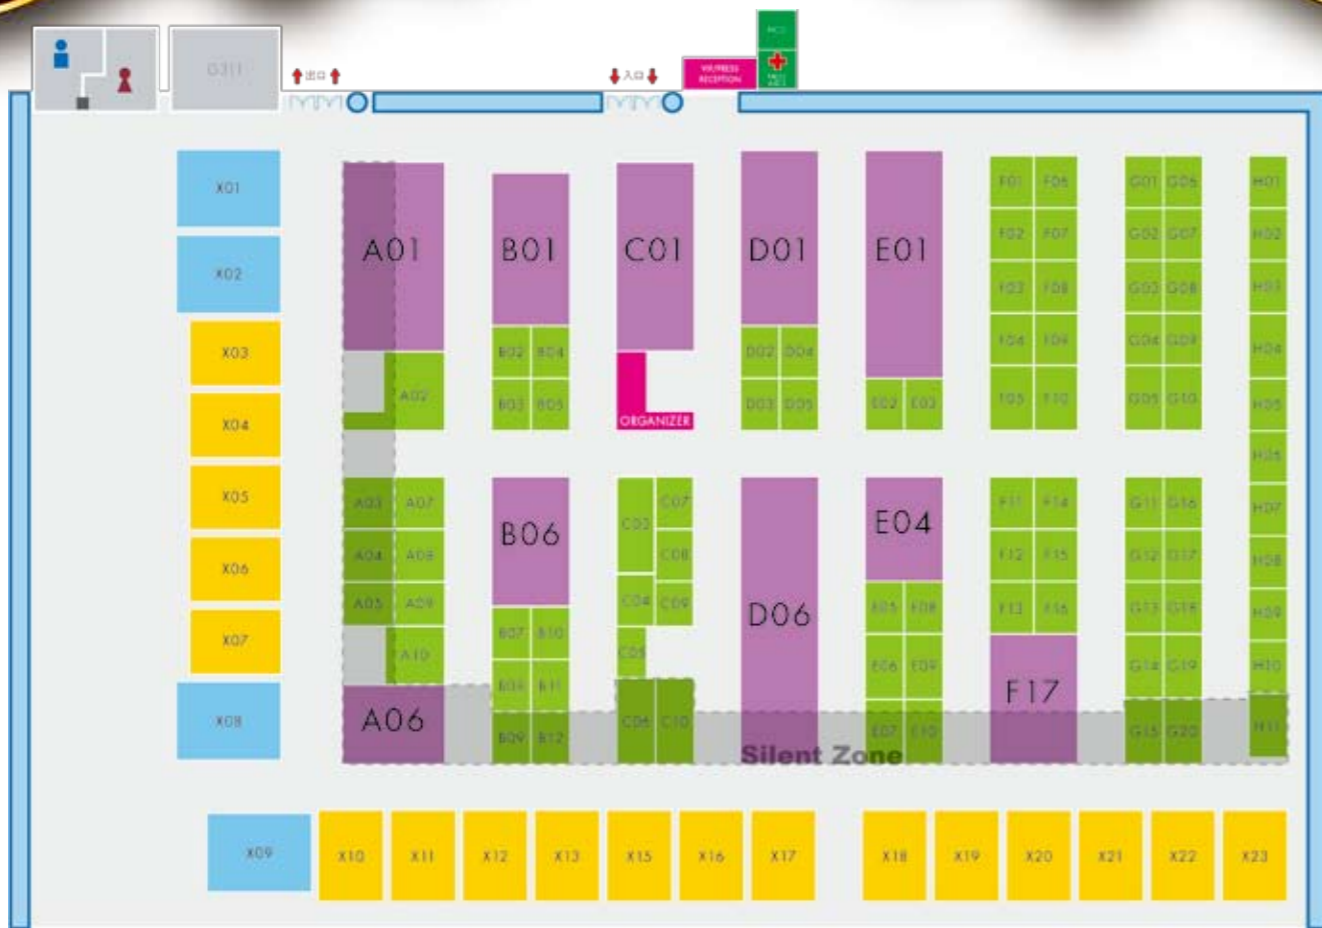 G3|1
出口
入口
VIP/PRESS
RECEPTION
X01
X02
X03
X04
X05
X06
X07
X08
X09
A01
B01
C01
D01
E01
F01 F06
G01 G06
H01
F02 F07
G02 G07
H02
F03 F08
G03 G08
H03
F04 F09
G04 G09
H04
F05 F10
G05 G10
H05
A02
B02 B04
B03 B05
ORGANIZER
D02 D04
D03 D05
E02 E03
H06
A03 A07
A04 A08
A05 A09
A10
A06
B06
B07 B10
B08 B11
B09 B12
C03 C07
C08
C04 C09
C05
C06 C10
D06
E04
E05 E08
E06 E09
E07 E10
F11 F14
F12 F15
F13 F16
F17
G11 G16
G12 G17
G13 G18
G14 G19
G15 G20
H07
H08
H09
H10
H11
Silent Zone
X10
X11
X12
X13
X15
X16
X17
X18
X19
X20
X21
X22
X23